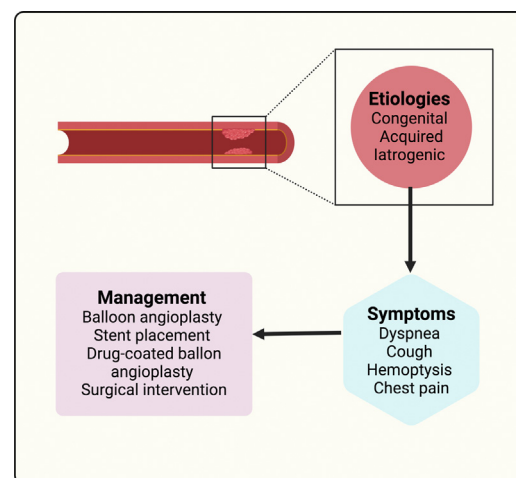 Etiologies
Congenital
Acquired
Iatrogenic
Symptoms
Dyspnea
Cough
Hemoptysis
Chest pain
Management
Balloon angioplasty
Stent placement
Drug-coated ballon
angioplasty
Surgical intervention